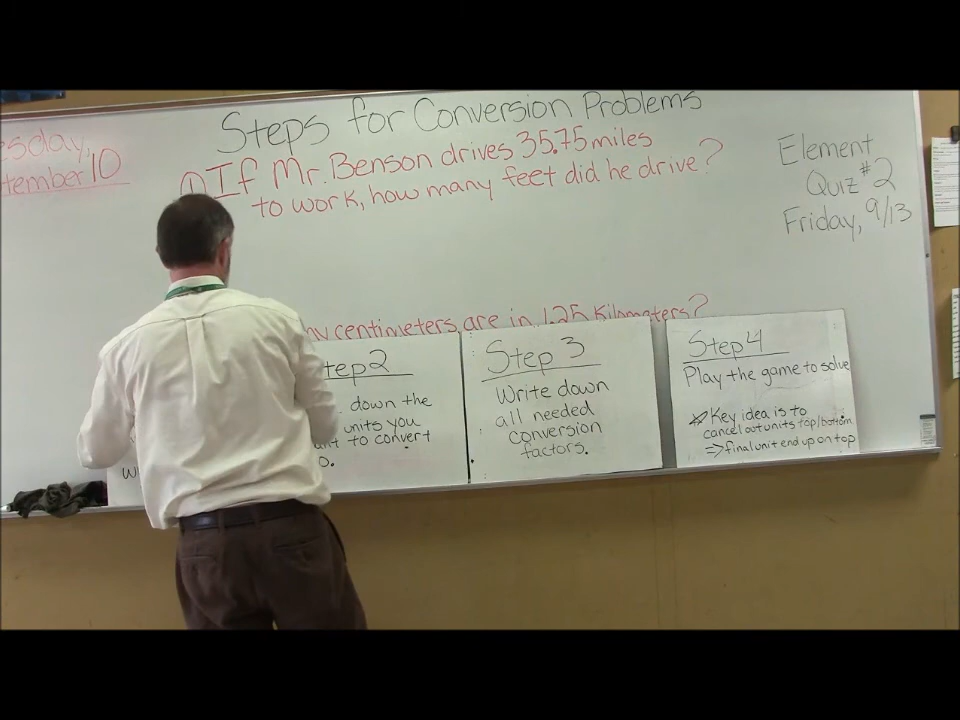 Steps for Conversion Problems
esday,
tember 10
1) If Mr. Benson drives 35.75 miles
to work, how many feet did he drive?
Element
Quiz #2
Friday, 9/13
ny centimeters are in 1.25 Kilometers?
tep 2
down the
units you
ant to convert
o.
Step 3
Write down
all needed
conversion
factors.
Step 4
Play the game to solve
Key idea is to
cancel out units top/bottom
⇒ final unit end up on top